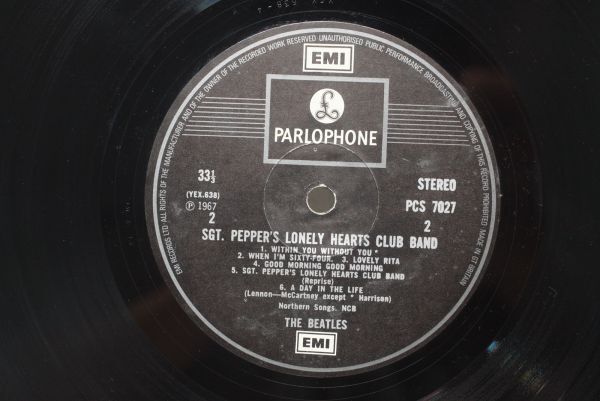 EMI
EMI RECORDS LTD ALL RIGHTS OF THE MANUFACTURER AND OF THE OWNER OF THE RECORDED WORK RESERVED UNAUTHORISED PUBLIC PERFORMANCE BROADCASTING AND COPYING OF THIS RECORD PROHIBITED MADE IN GT BRITAIN
£
PARLOPHONE
33⅓
STEREO
(YEX.638)
℗ 1967
PCS 7027
2
2
SGT. PEPPER'S LONELY HEARTS CLUB BAND
1. WITHIN YOU WITHOUT YOU *
2. WHEN I'M SIXTY-FOUR. 3. LOVELY RITA
4. GOOD MORNING GOOD MORNING
5. SGT. PEPPER'S LONELY HEARTS CLUB BAND
(Reprise)
6. A DAY IN THE LIFE
(Lennon—McCartney except * Harrison)
Northern Songs. NCB
THE BEATLES
EMI